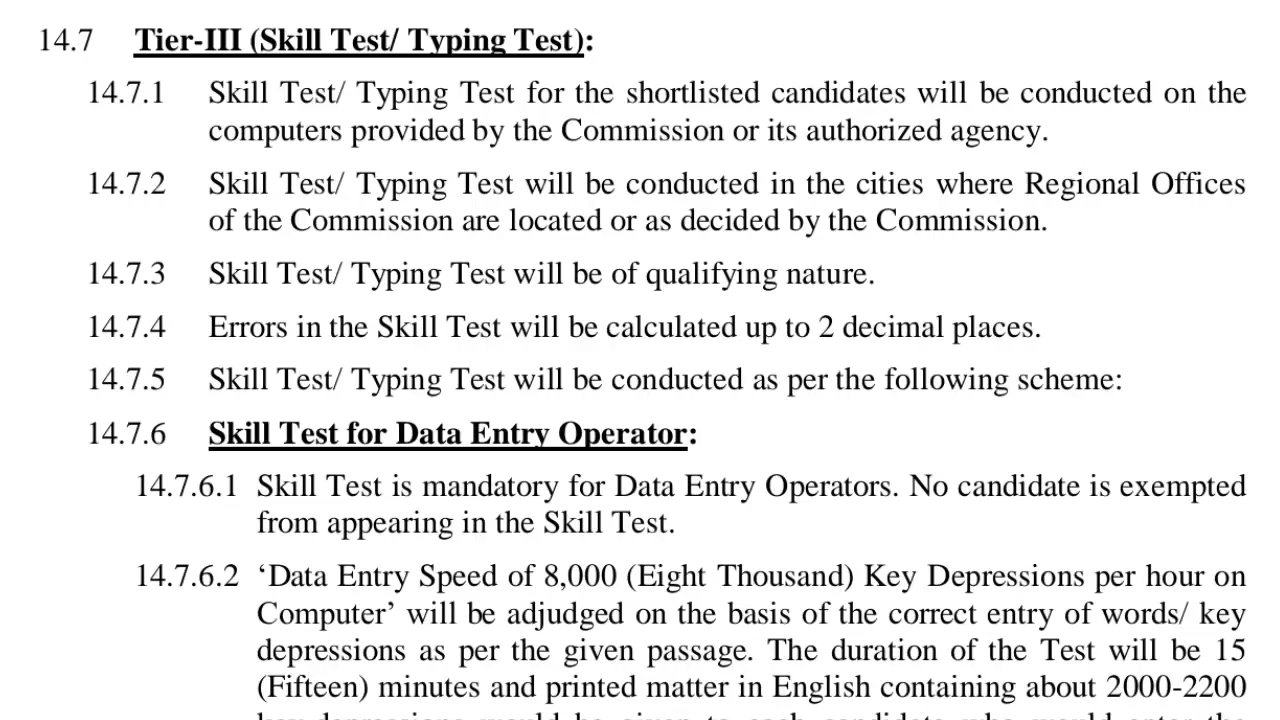 14.7 Tier-III (Skill Test/ Typing Test):
14.7.1 Skill Test/ Typing Test for the shortlisted candidates will be conducted on the
computers provided by the Commission or its authorized agency.
14.7.2 Skill Test/ Typing Test will be conducted in the cities where Regional Offices
of the Commission are located or as decided by the Commission.
14.7.3 Skill Test/ Typing Test will be of qualifying nature.
14.7.4 Errors in the Skill Test will be calculated up to 2 decimal places.
14.7.5 Skill Test/ Typing Test will be conducted as per the following scheme:
14.7.6 Skill Test for Data Entry Operator:
14.7.6.1 Skill Test is mandatory for Data Entry Operators. No candidate is exempted
from appearing in the Skill Test.
14.7.6.2 ‘Data Entry Speed of 8,000 (Eight Thousand) Key Depressions per hour on
Computer’ will be adjudged on the basis of the correct entry of words/ key
depressions as per the given passage. The duration of the Test will be 15
(Fifteen) minutes and printed matter in English containing about 2000-2200